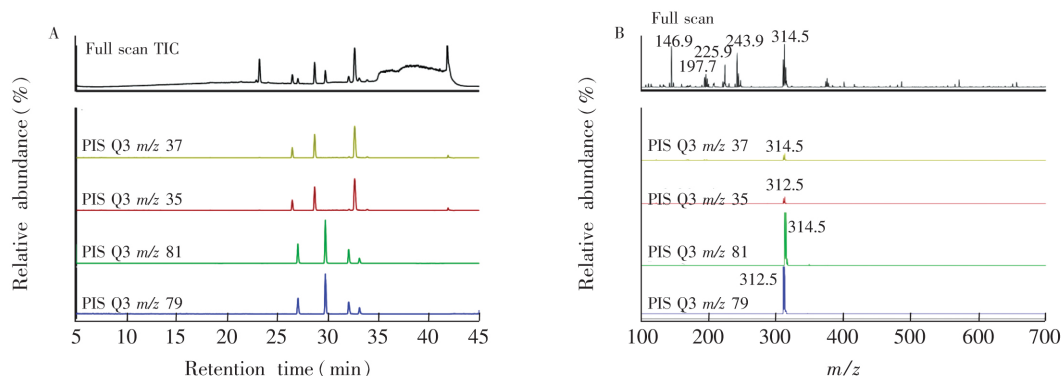 A
Full scan TIC
PIS Q3 m/z 37
PIS Q3 m/z 35
PIS Q3 m/z 81
PIS Q3 m/z 79
Relative abundance (%)
Relative abundance (%)
5 10 15 20 25 30 35 40 45
Retention time (min)
B
Full scan
146.9
197.7
225.9
243.9
314.5
PIS Q3 m/z 37
314.5
PIS Q3 m/z 35
312.5
PIS Q3 m/z 81
314.5
PIS Q3 m/z 79
312.5
Relative abundance (%)
100 200 300 400 500 600 700
m/z